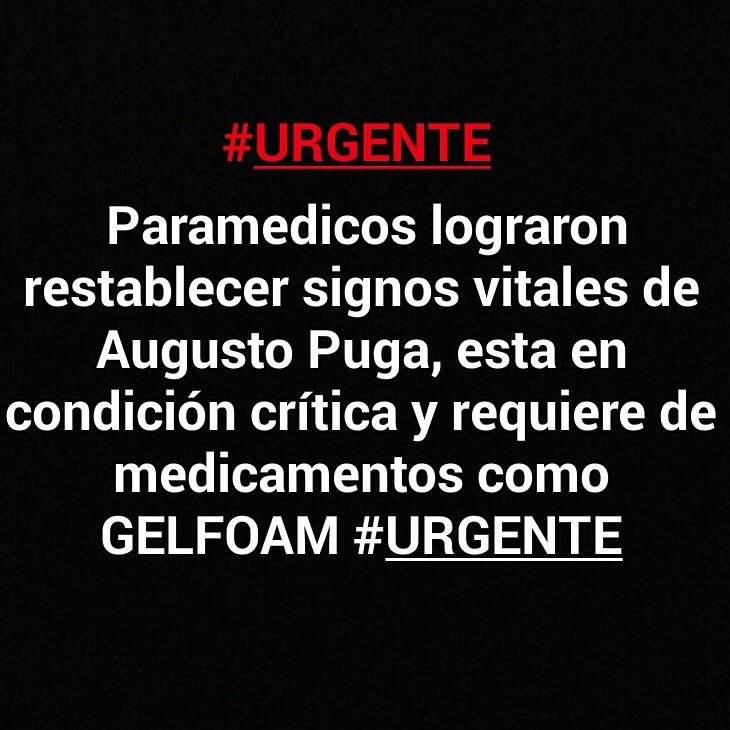 #URGENTE
Paramedicos lograron
restablecer signos vitales de
Augusto Puga, esta en
condición crítica y requiere de
medicamentos como
GELFOAM #URGENTE